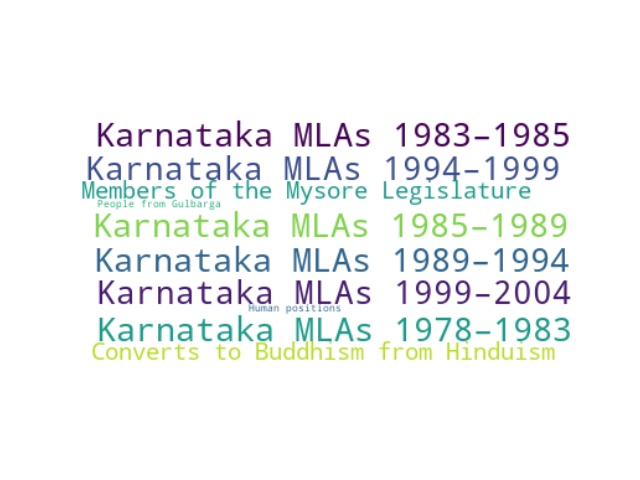 Karnataka MLAs 1983–1985
Karnataka MLAs 1994–1999
Members of the Mysore Legislature
People from Gulbarga
Karnataka MLAs 1985–1989
Karnataka MLAs 1989–1994
Karnataka MLAs 1999–2004
Human positions
Karnataka MLAs 1978–1983
Converts to Buddhism from Hinduism